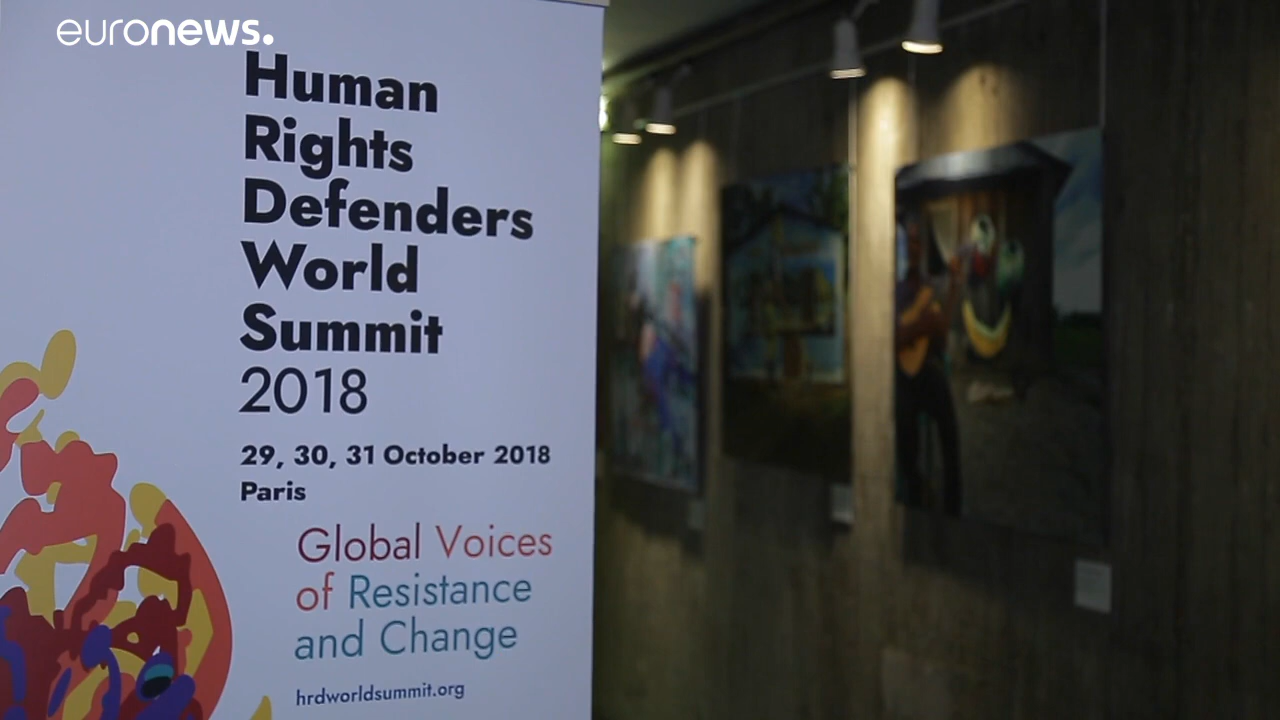 euronews.
Human
Rights
Defenders
World
Summit
2018
29, 30, 31 October 2018
Paris
Global Voices
of Resistance
and Change
hrdworldsummit.org